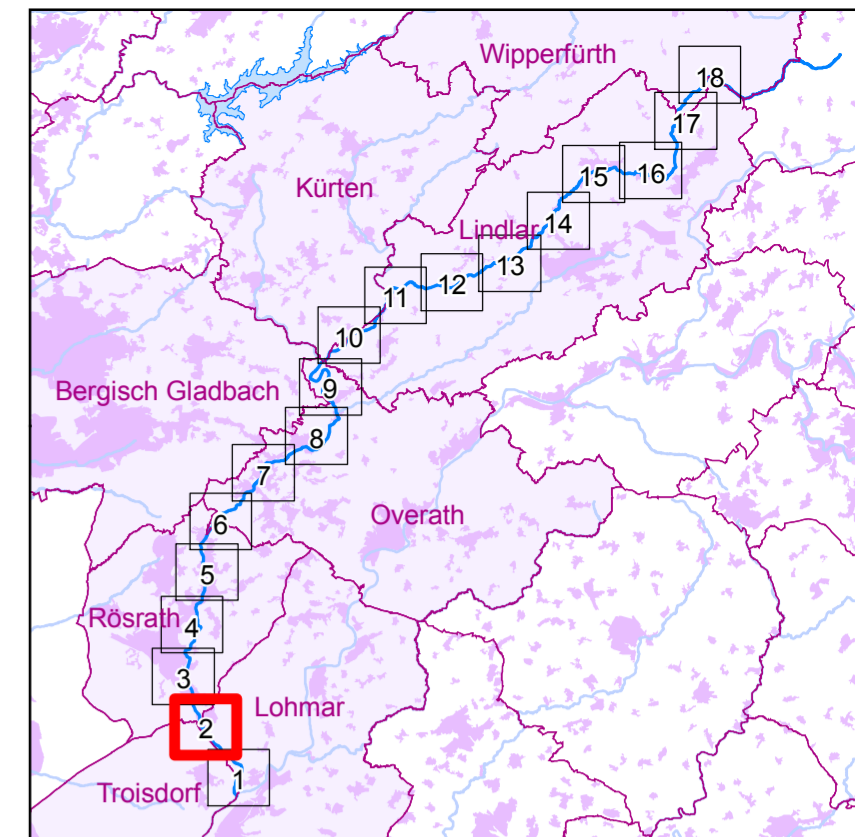 Wipperfürth
18
17
Kürten
15
16
14
Lindlar
13
12
11
10
Bergisch Gladbach
9
8
7
Overath
6
5
Rösrath
4
3
Lohmar
2
1
Troisdorf